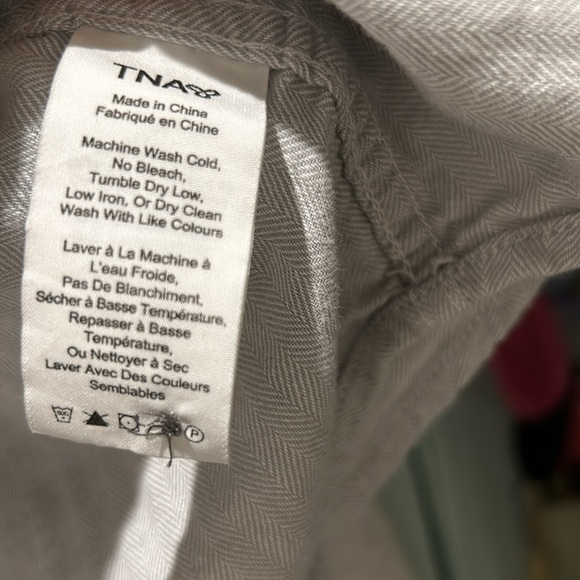 TNA
Made in China
Fabriqué en Chine
Machine Wash Cold,
No Bleach,
Tumble Dry Low,
Low Iron, Or Dry Clean
Wash With Like Colours
Laver à La Machine à
L'eau Froide,
Pas De Blanchiment,
Sécher à Basse Température,
Repasser à Basse
Température,
Ou Nettoyer à Sec
Laver Avec Des Couleurs
Semblables
P